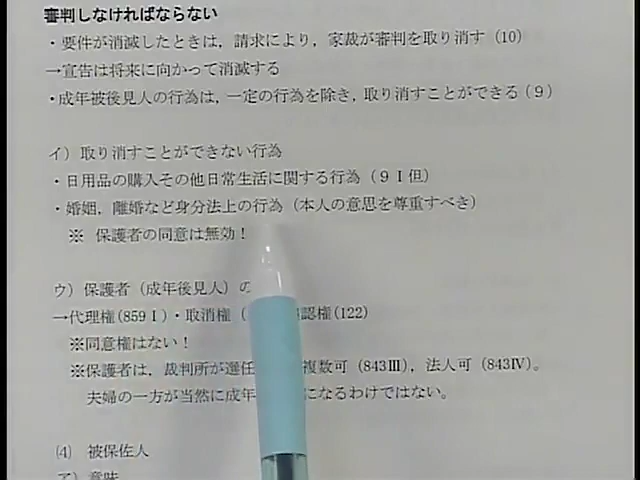 審判しなければならない
・要件が消滅したときは，請求により，家裁が審判を取り消す（10）
→宣告は将来に向かって消滅する
・成年被後見人の行為は，一定の行為を除き，取り消すことができる（９）
イ）取り消すことができない行為
・日用品の購入その他日常生活に関する行為（９Ⅰ但）
・婚姻，離婚など身分法上の行為（本人の意思を尊重すべき）
※ 保護者の同意は無効！
ウ）保護者（成年後見人）の
→代理権(859Ⅰ)・取消権（ 認権(122)
※同意権はない！
※保護者は，裁判所が選任 複数可（843Ⅲ），法人可（843Ⅳ）。
夫婦の一方が当然に成年 になるわけではない。
(4) 被保佐人
ア）意味